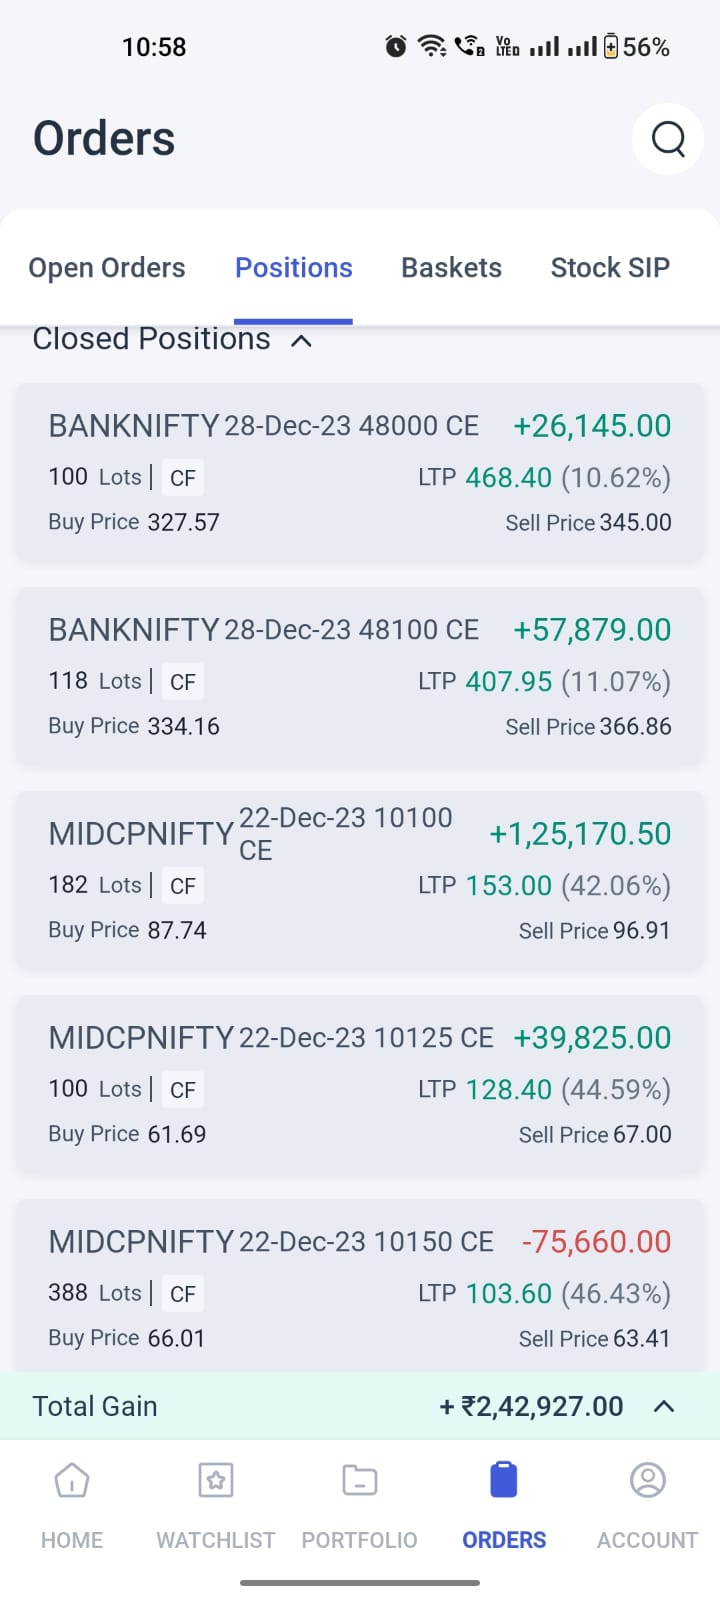 10:58 2 Vo LTED 56%
Orders
Open Orders Positions Baskets Stock SIP
Closed Positions
BANKNIFTY 28-Dec-23 48000 CE +26,145.00
100 Lots | CF LTP 468.40 (10.62%)
Buy Price 327.57 Sell Price 345.00
BANKNIFTY 28-Dec-23 48100 CE +57,879.00
118 Lots | CF LTP 407.95 (11.07%)
Buy Price 334.16 Sell Price 366.86
MIDCPNIFTY 22-Dec-23 10100 CE +1,25,170.50
182 Lots | CF LTP 153.00 (42.06%)
Buy Price 87.74 Sell Price 96.91
MIDCPNIFTY 22-Dec-23 10125 CE +39,825.00
100 Lots | CF LTP 128.40 (44.59%)
Buy Price 61.69 Sell Price 67.00
MIDCPNIFTY 22-Dec-23 10150 CE -75,660.00
388 Lots | CF LTP 103.60 (46.43%)
Buy Price 66.01 Sell Price 63.41
Total Gain + ₹2,42,927.00
HOME WATCHLIST PORTFOLIO ORDERS ACCOUNT